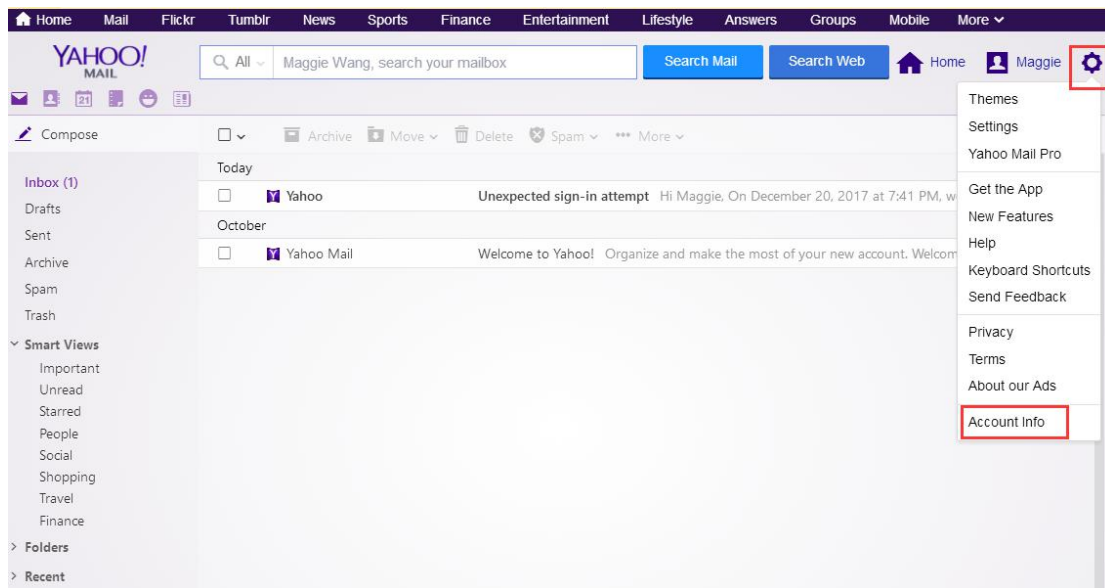 Home Mail Flickr Tumblr News Sports Finance Entertainment Lifestyle Answers Groups Mobile More
YAHOO!
MAIL
All Maggie Wang, search your mailbox Search Mail Search Web Home Maggie
21
Compose
Archive Move Delete Spam ••• More
Inbox (1)
Drafts
Sent
Archive
Spam
Trash
Smart Views
Important
Unread
Starred
People
Social
Shopping
Travel
Finance
Folders
Recent
Today
Yahoo Unexpected sign-in attempt Hi Maggie, On December 20, 2017 at 7:41 PM, w
October
Yahoo Mail Welcome to Yahoo! Organize and make the most of your new account. Welcom
Themes
Settings
Yahoo Mail Pro
Get the App
New Features
Help
Keyboard Shortcuts
Send Feedback
Privacy
Terms
About our Ads
Account Info